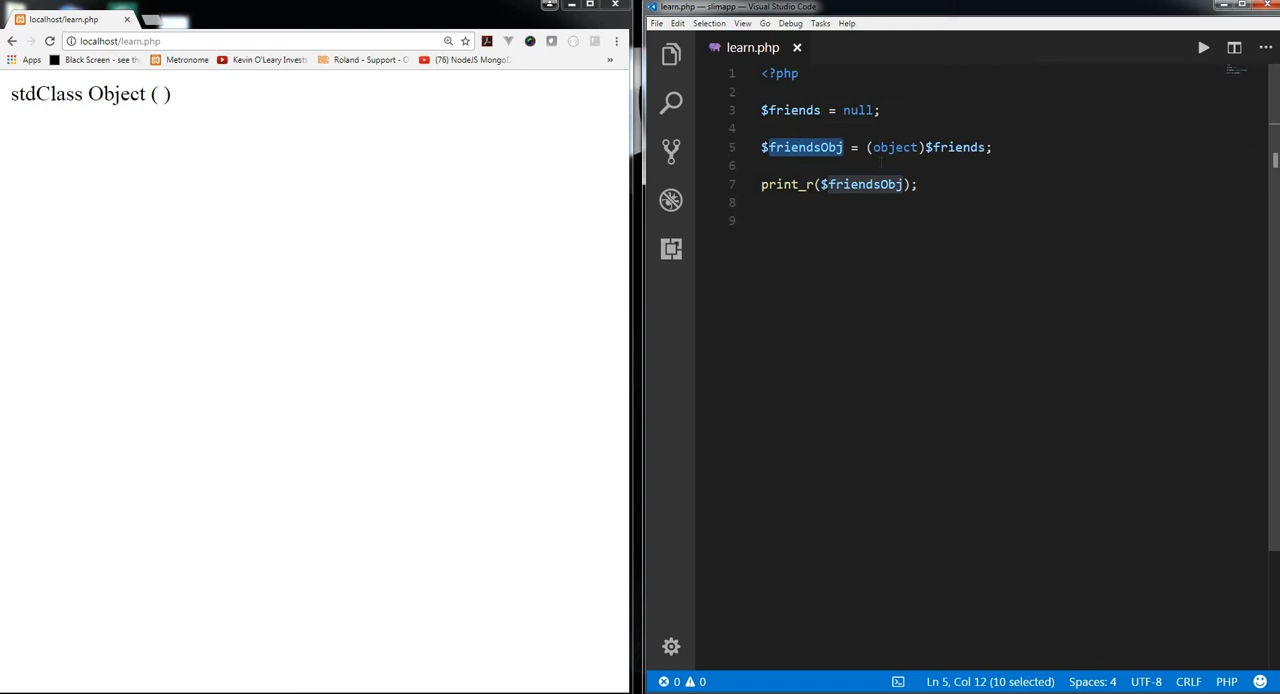 localhost/learn.php
localhost/learn.php
Apps Black Screen - see the Metronome Kevin O'Leary Invest Roland - Support - (76) NodeJS MongoD »
stdClass Object ( )
learn.php — slimapp — Visual Studio Code
File Edit Selection View Go Debug Tasks Help
learn.php
1 <?php
2
3 $friends = null;
4
5 $friendsObj = (object)$friends;
6
7 print_r($friendsObj);
8
9
0 0 Ln 5, Col 12 (10 selected) Spaces: 4 UTF-8 CRLF PHP